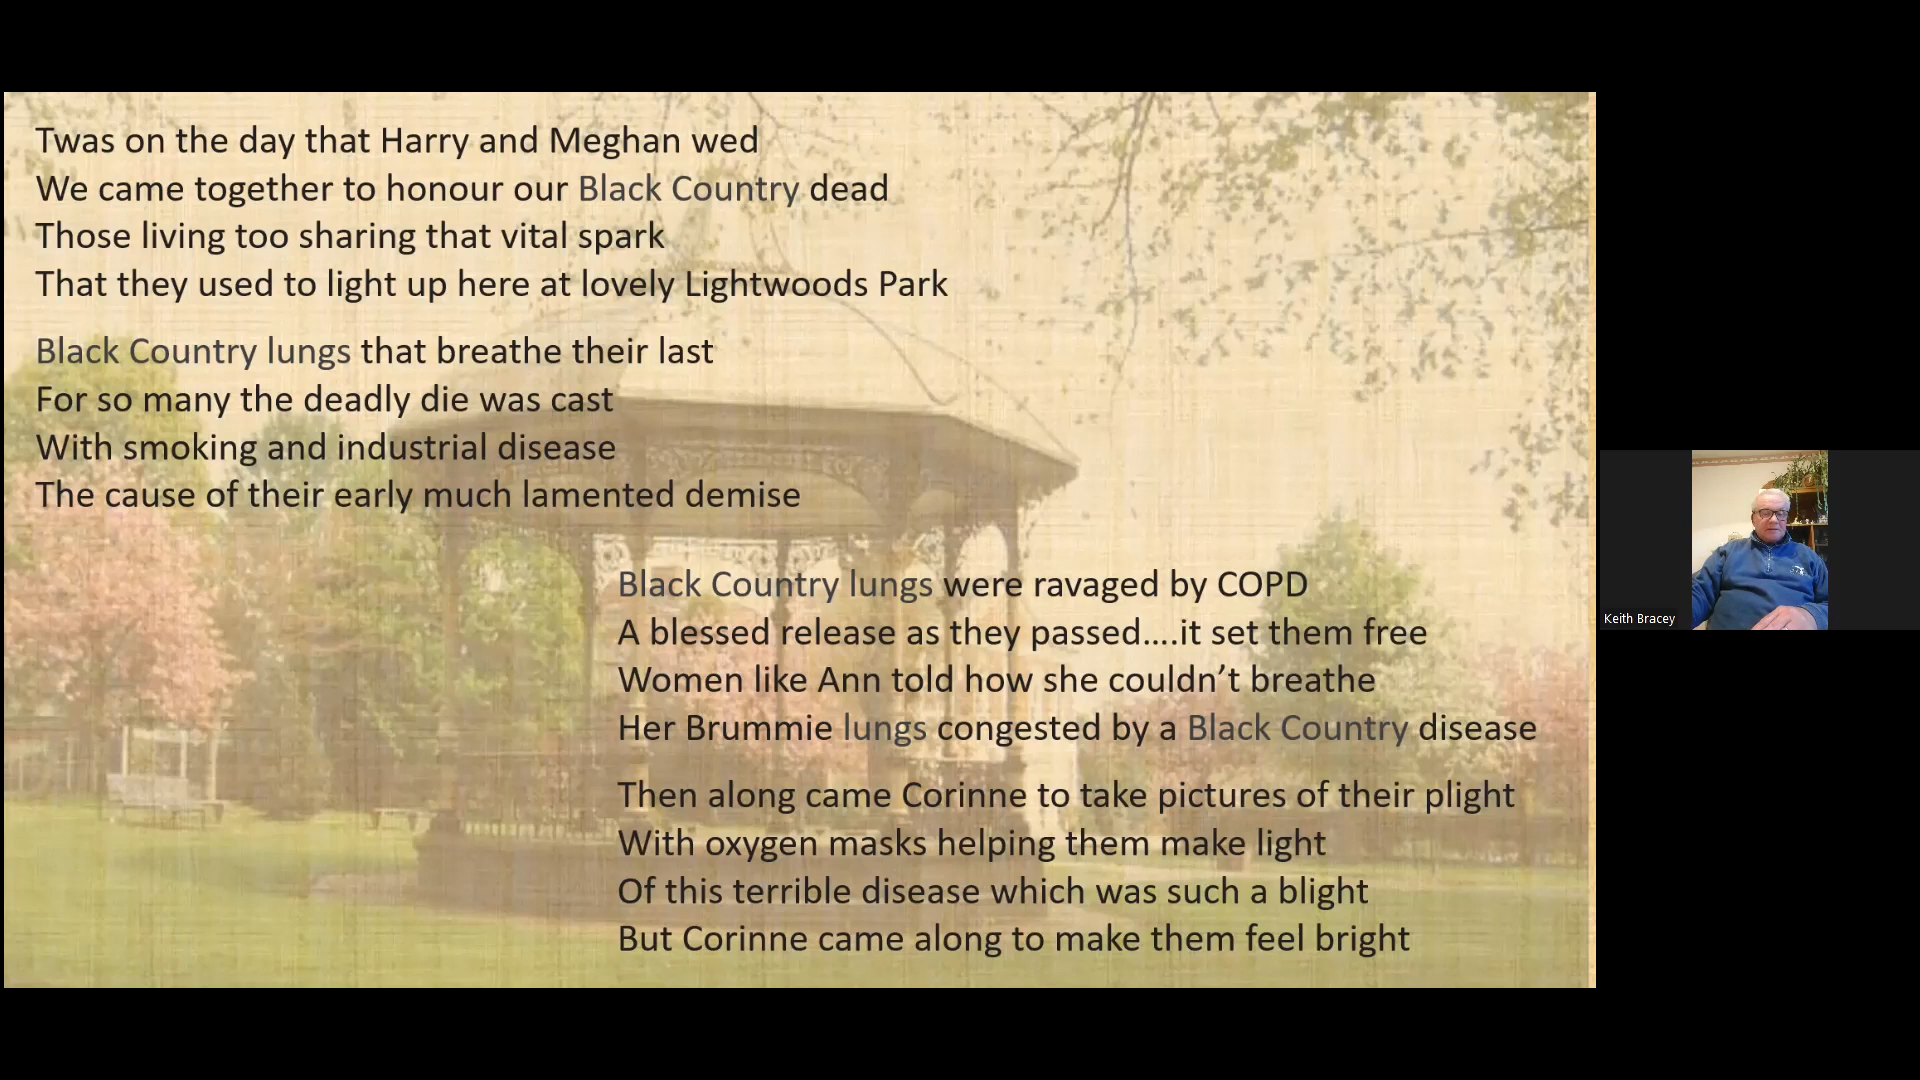 Twas on the day that Harry and Meghan wed
We came together to honour our Black Country dead
Those living too sharing that vital spark
That they used to light up here at lovely Lightwoods Park
Black Country lungs that breathe their last
For so many the deadly die was cast
With smoking and industrial disease
The cause of their early much lamented demise
Black Country lungs were ravaged by COPD
A blessed release as they passed....it set them free
Women like Ann told how she couldn’t breathe
Her Brummie lungs congested by a Black Country disease
Then along came Corinne to take pictures of their plight
With oxygen masks helping them make light
Of this terrible disease which was such a blight
But Corinne came along to make them feel bright
Keith Bracey